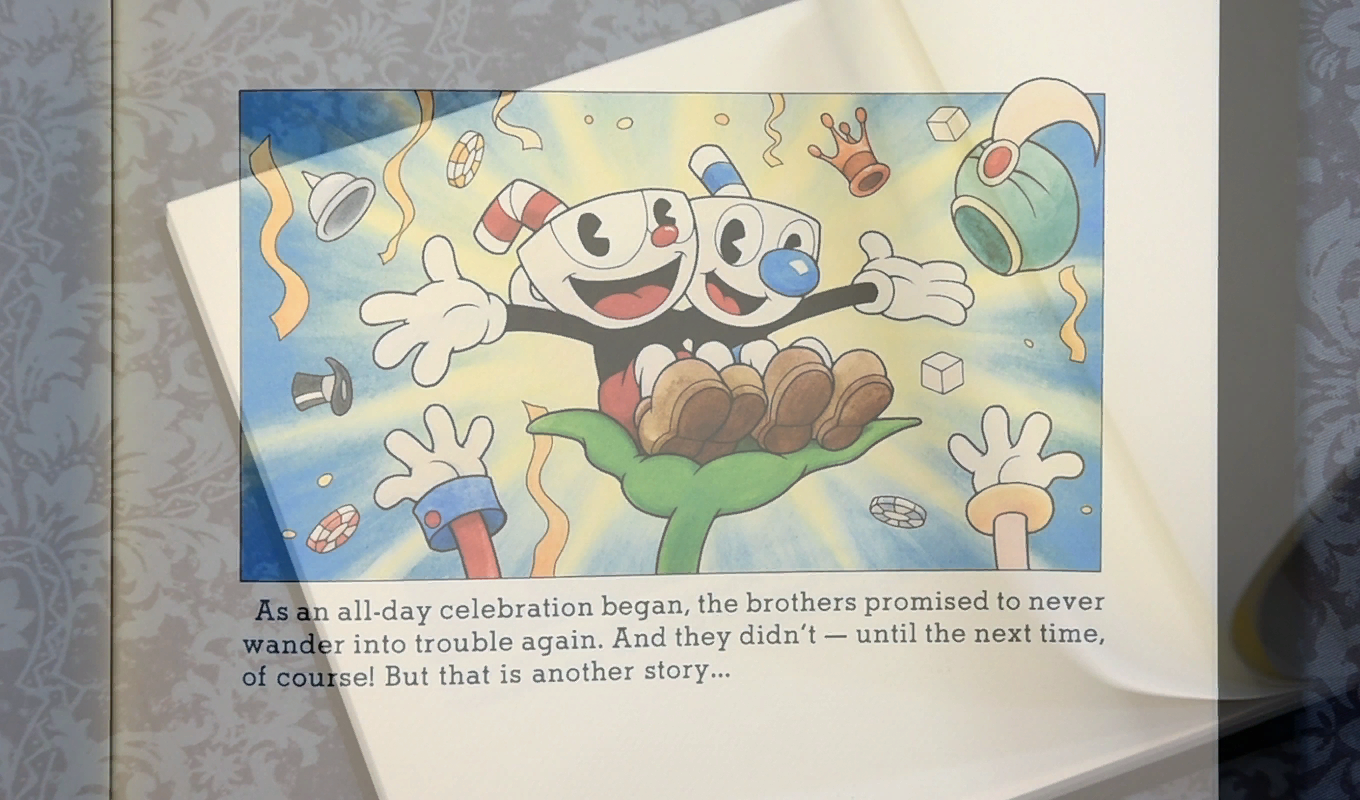 As an all-day celebration began, the brothers promised to never
wander into trouble again. And they didn't — until the next time,
of course! But that is another story...